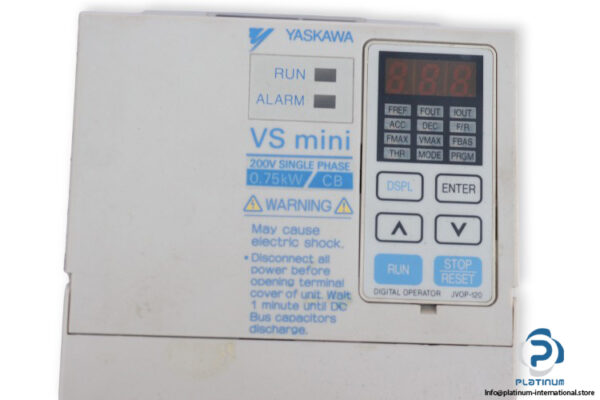 YASKAWA
RUN
ALARM
VS mini
200V SINGLE PHASE
0.75kW/CB
WARNING
May cause
electric shock.
• Disconnect all
power before
opening terminal
cover of unit. Wait
1 minute until DC
Bus capacitors
discharge.
8.8.8
FREF FOUT IOUT
ACC DEC F/R
FMAX VMAX FBAS
THR MODE PRGM
DSPL ENTER
RUN STOP
RESET
DIGITAL OPERATOR JVOP-120
PLATINUM
Info@platinum-international.store